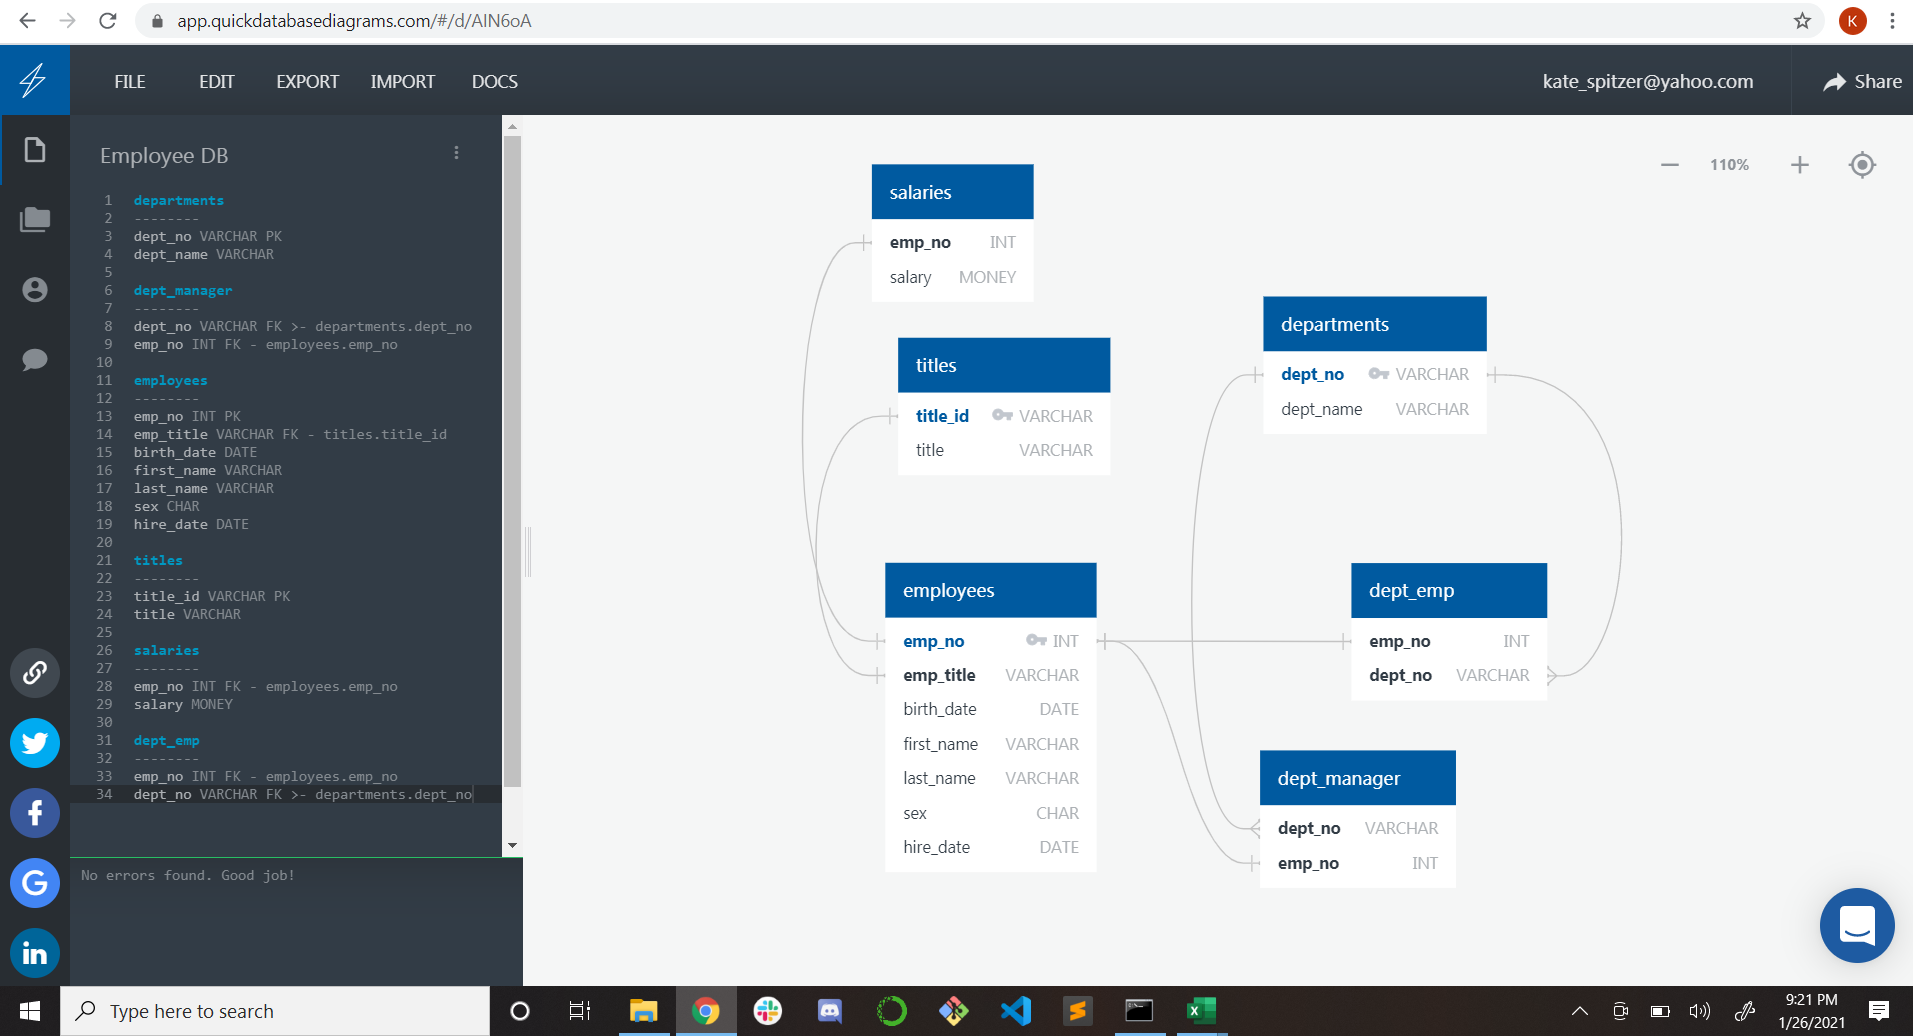 app.quickdatabasediagrams.com/#/d/AIN6oA
K
FILE EDIT EXPORT IMPORT DOCS
kate_spitzer@yahoo.com
Share
Employee DB
1 departments
2 --------
3 dept_no VARCHAR PK
4 dept_name VARCHAR
5
6 dept_manager
7 --------
8 dept_no VARCHAR FK >- departments.dept_no
9 emp_no INT FK - employees.emp_no
10
11 employees
12 --------
13 emp_no INT PK
14 emp_title VARCHAR FK - titles.title_id
15 birth_date DATE
16 first_name VARCHAR
17 last_name VARCHAR
18 sex CHAR
19 hire_date DATE
20
21 titles
22 --------
23 title_id VARCHAR PK
24 title VARCHAR
25
26 salaries
27 --------
28 emp_no INT FK - employees.emp_no
29 salary MONEY
30
31 dept_emp
32 --------
33 emp_no INT FK - employees.emp_no
34 dept_no VARCHAR FK >- departments.dept_no
No errors found. Good job!
110%
salaries
emp_no INT
salary MONEY
titles
title_id VARCHAR
title VARCHAR
departments
dept_no VARCHAR
dept_name VARCHAR
employees
emp_no INT
emp_title VARCHAR
birth_date DATE
first_name VARCHAR
last_name VARCHAR
sex CHAR
hire_date DATE
dept_emp
emp_no INT
dept_no VARCHAR
dept_manager
dept_no VARCHAR
emp_no INT
Type here to search
9:21 PM
1/26/2021